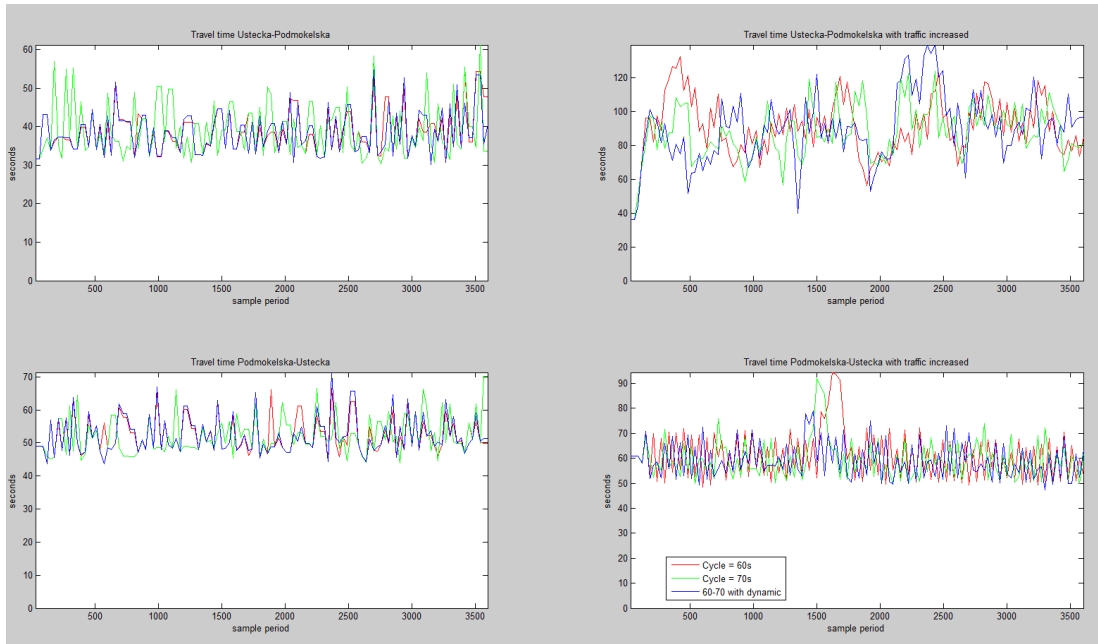 Travel time Ustecka-Podmokelska
60
50
40
30
20
10
0
seconds
500 1000 1500 2000 2500 3000 3500
sample period
Travel time Ustecka-Podmokelska with traffic increased
120
100
80
60
40
20
0
seconds
500 1000 1500 2000 2500 3000 3500
sample period
Travel time Podmokelska-Ustecka
70
60
50
40
30
20
10
0
seconds
500 1000 1500 2000 2500 3000 3500
sample period
Travel time Podmokelska-Ustecka with traffic increased
90
80
70
60
50
40
30
20
10
0
seconds
Cycle = 60s
Cycle = 70s
60-70 with dynamic
500 1000 1500 2000 2500 3000 3500
sample period